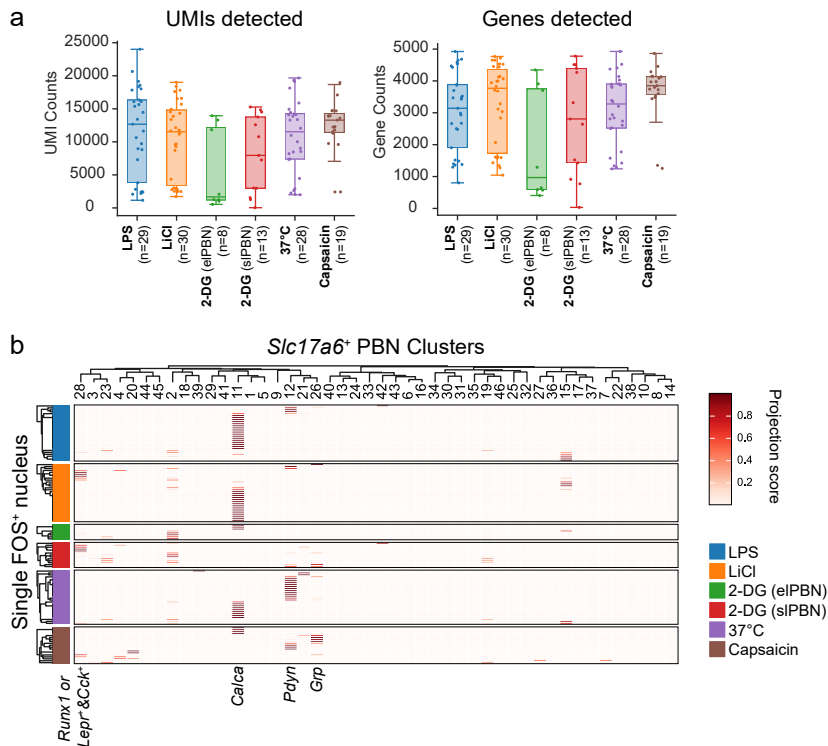 a
UMIs detected
Genes detected
UMI Counts
25000
20000
15000
10000
5000
0
LPS (n=29)
LiCl (n=30)
2-DG (elPBN) (n=8)
2-DG (slPBN) (n=13)
37°C (n=28)
Capsaicin (n=19)
Gene Counts
5000
4000
3000
2000
1000
0
LPS (n=29)
LiCl (n=30)
2-DG (elPBN) (n=8)
2-DG (slPBN) (n=13)
37°C (n=28)
Capsaicin (n=19)
b
Slc17a6⁺ PBN Clusters
28 3 23 4 20 44 45 2 18 39 29 41 11 1 5 9 12 21 26 40 13 24 33 42 43 6 16 34 30 31 35 19 46 25 32 27 36 15 17 37 7 22 38 10 8 14
Single FOS⁺ nucleus
Projection score
0.8
0.6
0.4
0.2
LPS
LiCl
2-DG (elPBN)
2-DG (slPBN)
37°C
Capsaicin
Runx1 or
Lepr⁺&Cck⁺
Calca
Pdyn
Grp